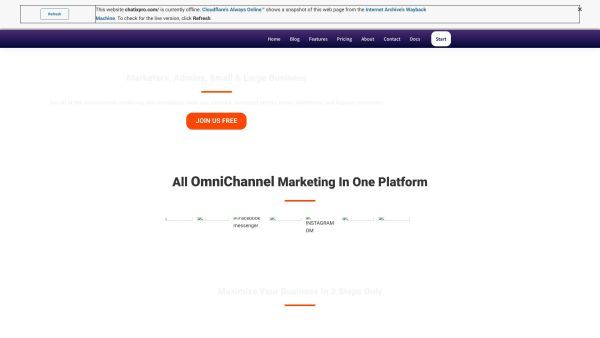 This website chatixpro.com/ is currently offline. Cloudflare's Always Online™ shows a snapshot of this web page from the Internet Archive's Wayback
Machine. To check for the live version, click Refresh.
Refresh
x
Home Blog Features Pricing About Contact Docs Start
Marketers, Admins, Small & Large Business
JOIN US FREE
All OmniChannel Marketing In One Platform
Facebook
messenger
INSTAGRAM
DM
Maximize Your Business In 3 Steps Only